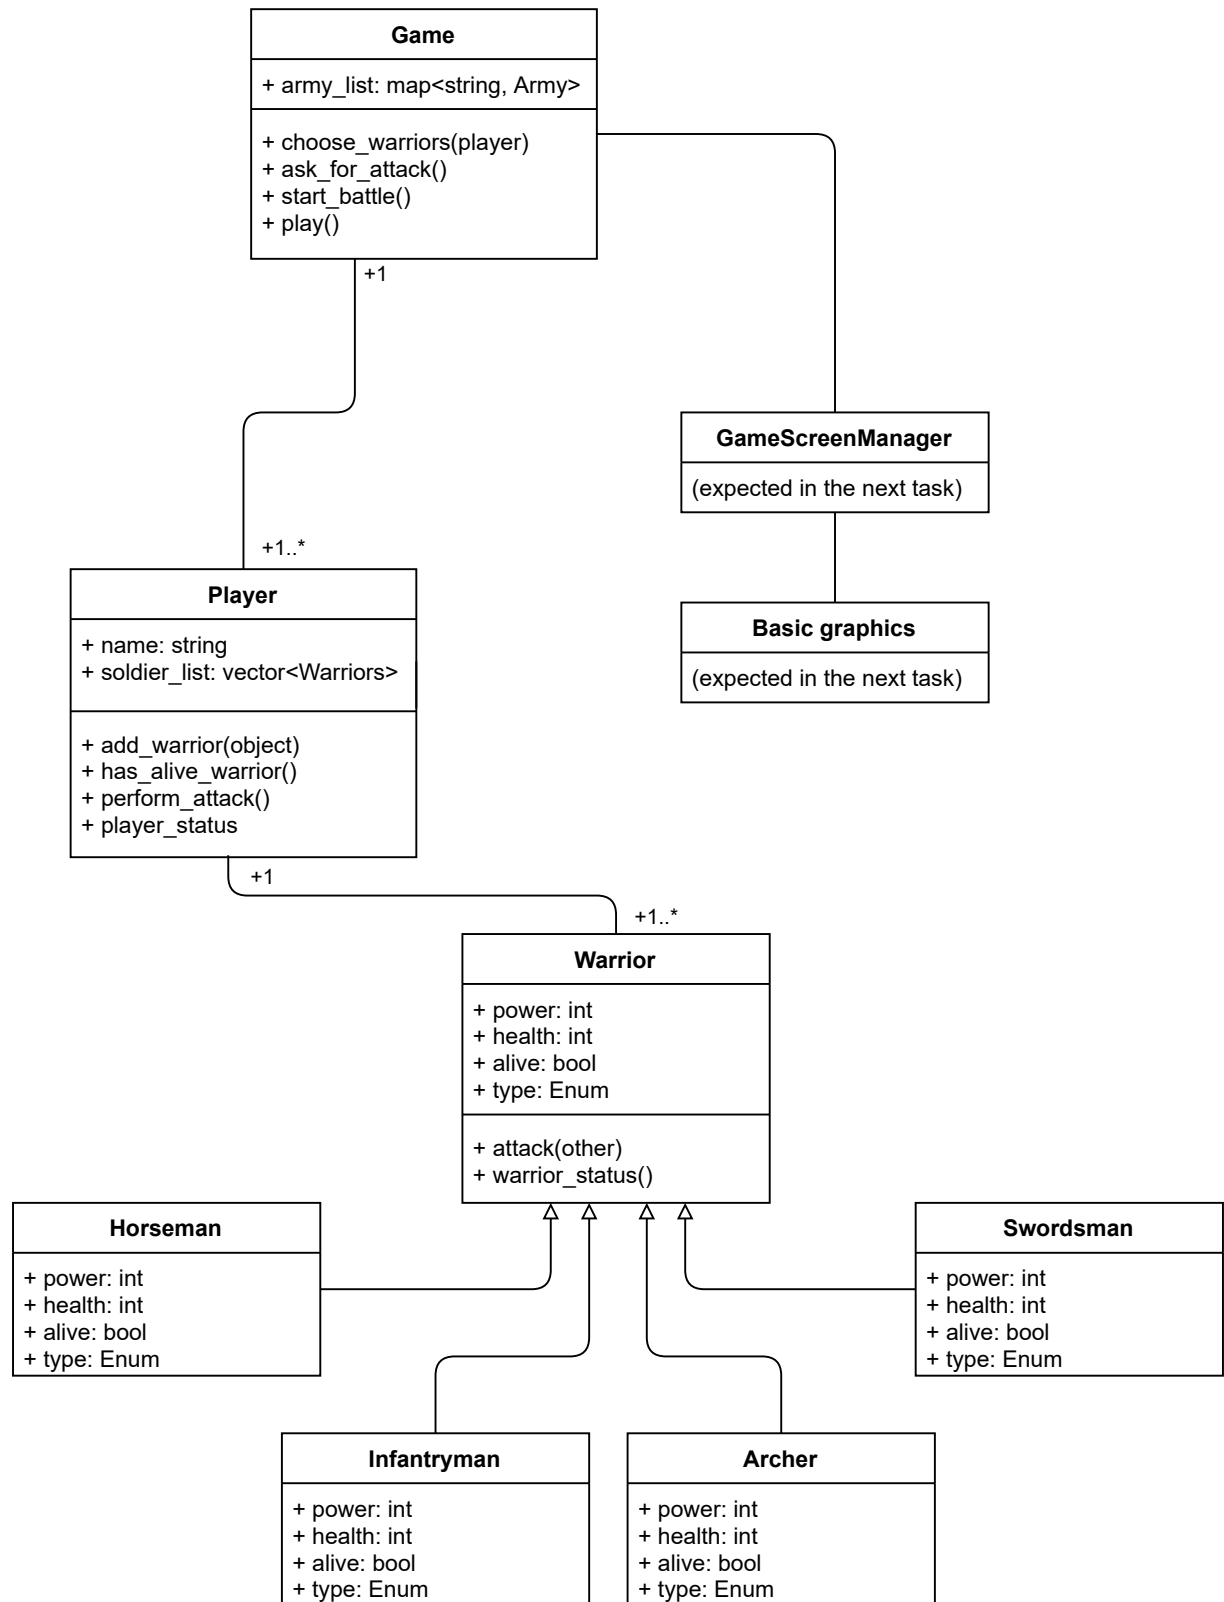 Game
+ army_list: map<string, Army>
+ choose_warriors(player)
+ ask_for_attack()
+ start_battle()
+ play()
+1
GameScreenManager
(expected in the next task)
+1..*
Player
+ name: string
+ soldier_list: vector<Warriors>
+ add_warrior(object)
+ has_alive_warrior()
+ perform_attack()
+ player_status
Basic graphics
(expected in the next task)
+1
+1..*
Warrior
+ power: int
+ health: int
+ alive: bool
+ type: Enum
+ attack(other)
+ warrior_status()
Horseman
+ power: int
+ health: int
+ alive: bool
+ type: Enum
Swordsman
+ power: int
+ health: int
+ alive: bool
+ type: Enum
Infantryman
+ power: int
+ health: int
+ alive: bool
+ type: Enum
Archer
+ power: int
+ health: int
+ alive: bool
+ type: Enum